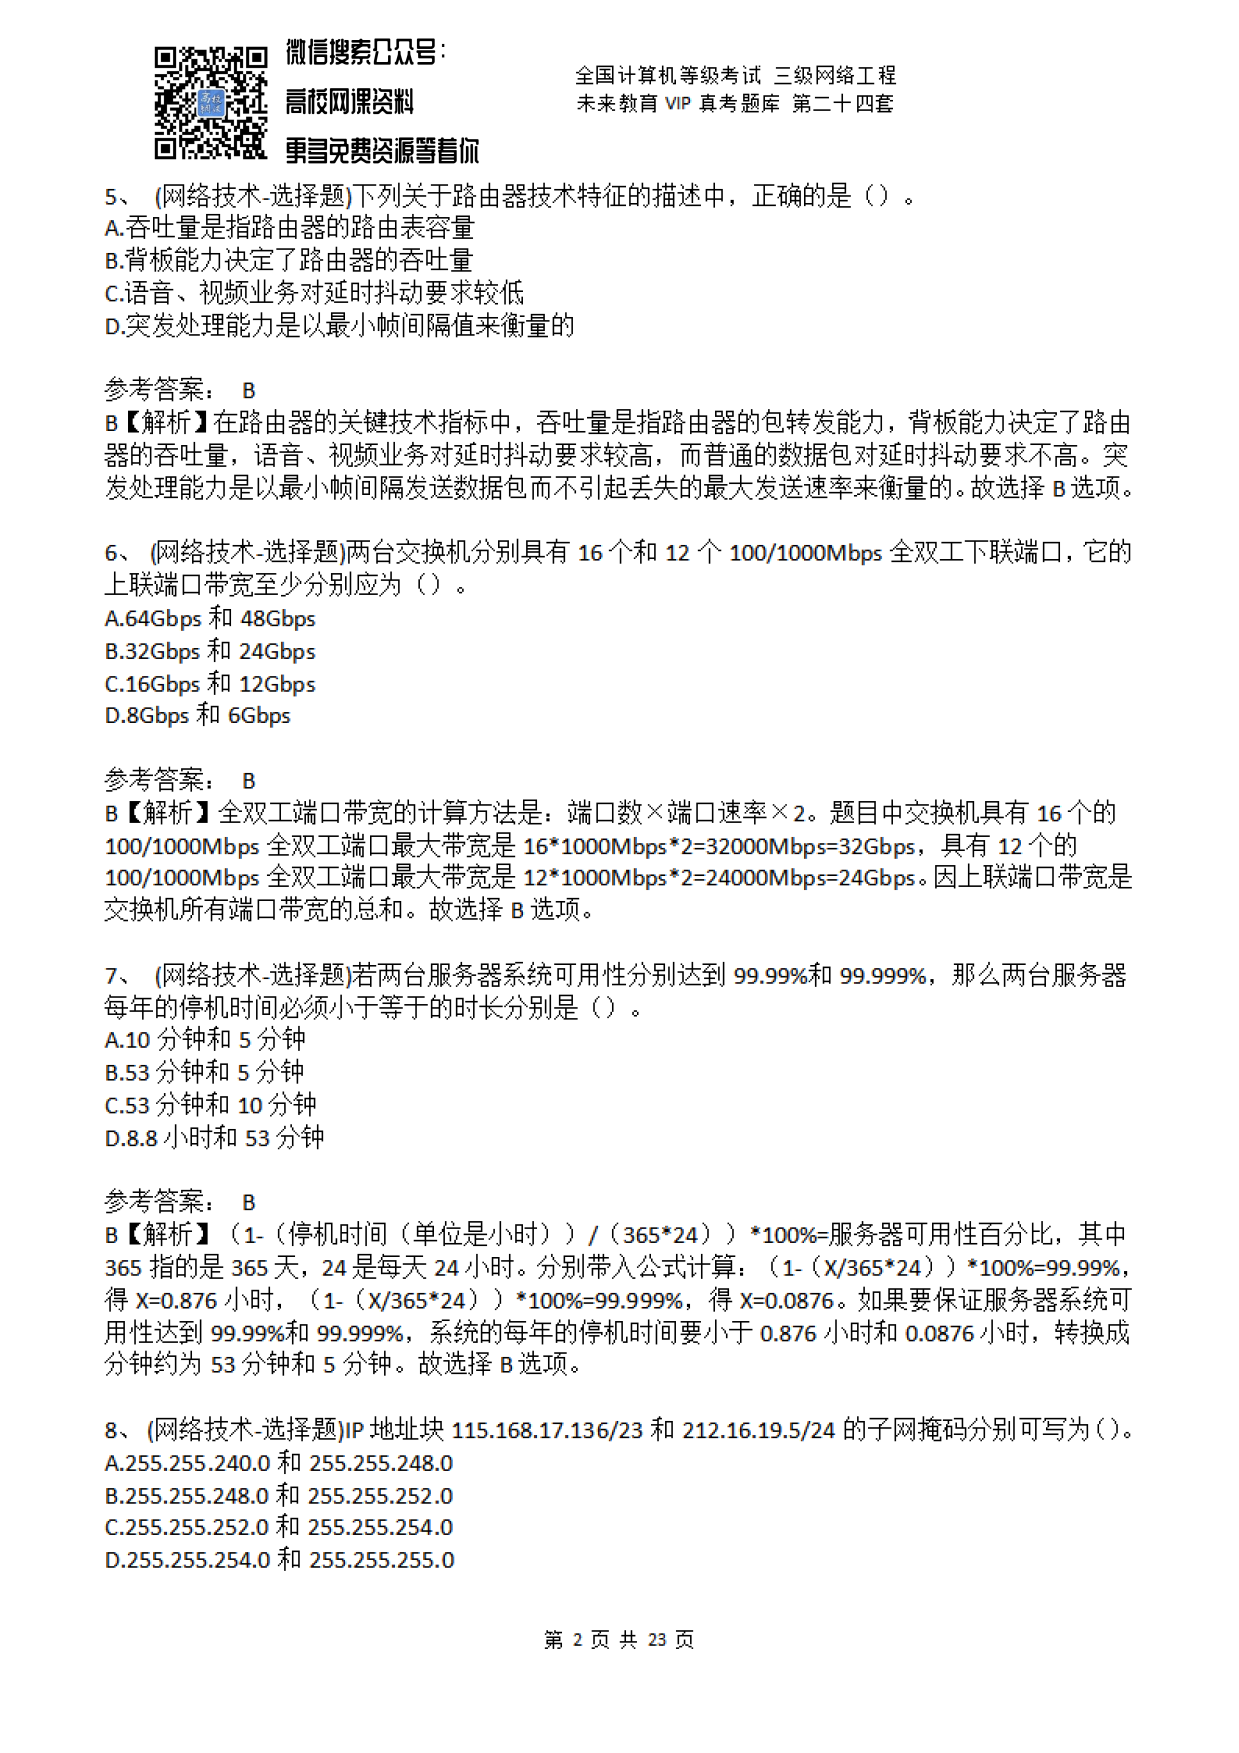 微信搜索公众号：
高校网课资料
更多免费资源等着你
全国计算机等级考试 三级网络工程
未来教育 VIP 真考题库 第二十四套
5、 (网络技术-选择题)下列关于路由器技术特征的描述中，正确的是（）。
A.吞吐量是指路由器的路由表容量
B.背板能力决定了路由器的吞吐量
C.语音、视频业务对延时抖动要求较低
D.突发处理能力是以最小帧间隔值来衡量的
参考答案： B
B【解析】在路由器的关键技术指标中，吞吐量是指路由器的包转发能力，背板能力决定了路由
器的吞吐量，语音、视频业务对延时抖动要求较高，而普通的数据包对延时抖动要求不高。突
发处理能力是以最小帧间隔发送数据包而不引起丢失的最大发送速率来衡量的。故选择 B 选项。
6、 (网络技术-选择题)两台交换机分别具有 16 个和 12 个 100/1000Mbps 全双工下联端口，它的
上联端口带宽至少分别应为（）。
A.64Gbps 和 48Gbps
B.32Gbps 和 24Gbps
C.16Gbps 和 12Gbps
D.8Gbps 和 6Gbps
参考答案： B
B【解析】全双工端口带宽的计算方法是：端口数×端口速率×2。题目中交换机具有 16 个的
100/1000Mbps 全双工端口最大带宽是 16*1000Mbps*2=32000Mbps=32Gbps，具有 12 个的
100/1000Mbps 全双工端口最大带宽是 12*1000Mbps*2=24000Mbps=24Gbps。因上联端口带宽是
交换机所有端口带宽的总和。故选择 B 选项。
7、 (网络技术-选择题)若两台服务器系统可用性分别达到 99.99%和 99.999%，那么两台服务器
每年的停机时间必须小于等于的时长分别是（）。
A.10 分钟和 5 分钟
B.53 分钟和 5 分钟
C.53 分钟和 10 分钟
D.8.8 小时和 53 分钟
参考答案： B
B【解析】（1-（停机时间（单位是小时））/（365*24））*100%=服务器可用性百分比，其中
365 指的是 365 天，24 是每天 24 小时。分别带入公式计算：（1-（X/365*24））*100%=99.99%，
得 X=0.876 小时，（1-（X/365*24））*100%=99.999%，得 X=0.0876。如果要保证服务器系统可
用性达到 99.99%和 99.999%，系统的每年的停机时间要小于 0.876 小时和 0.0876 小时，转换成
分钟约为 53 分钟和 5 分钟。故选择 B 选项。
8、 (网络技术-选择题)IP 地址块 115.168.17.136/23 和 212.16.19.5/24 的子网掩码分别可写为（）。
A.255.255.240.0 和 255.255.248.0
B.255.255.248.0 和 255.255.252.0
C.255.255.252.0 和 255.255.254.0
D.255.255.254.0 和 255.255.255.0
第 2 页 共 23 页